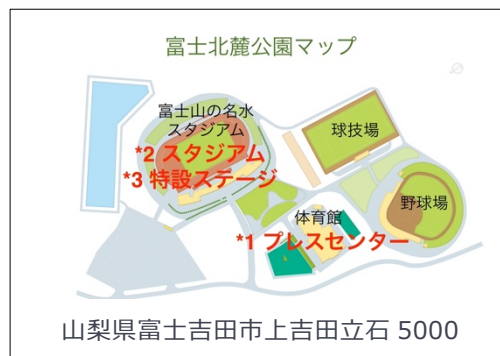 富士北麓公園マップ
富士山の名水
スタジアム
*2 スタジアム
*3 特設ステージ
球技場
体育館
*1 プレスセンター
野球場
山梨県富士吉田市上吉田立石 5000